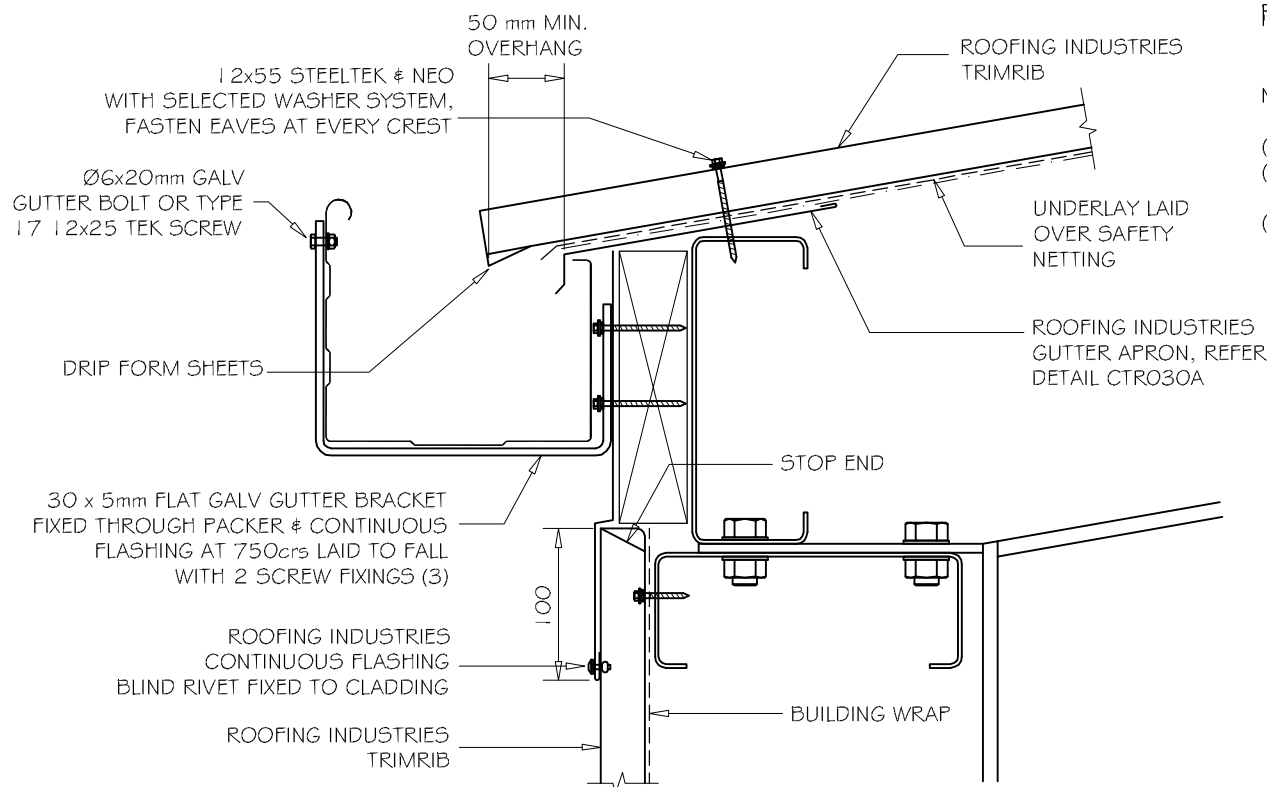 50 mm MIN.
OVERHANG
12x55 STEELTEK & NEO
WITH SELECTED WASHER SYSTEM,
FASTEN EAVES AT EVERY CREST
ROOFING INDUSTRIES
TRIMRIB
Ø6x20mm GALV
GUTTER BOLT OR TYPE
17 12x25 TEK SCREW
UNDERLAY LAID
OVER SAFETY
NETTING
DRIP FORM SHEETS
ROOFING INDUSTRIES
GUTTER APRON, REFER
DETAIL CTR030A
STOP END
30 x 5mm FLAT GALV GUTTER BRACKET
FIXED THROUGH PACKER & CONTINUOUS
FLASHING AT 750crs LAID TO FALL
WITH 2 SCREW FIXINGS (3)
100
ROOFING INDUSTRIES
CONTINUOUS FLASHING
BLIND RIVET FIXED TO CLADDING
BUILDING WRAP
ROOFING INDUSTRIES
TRIMRIB